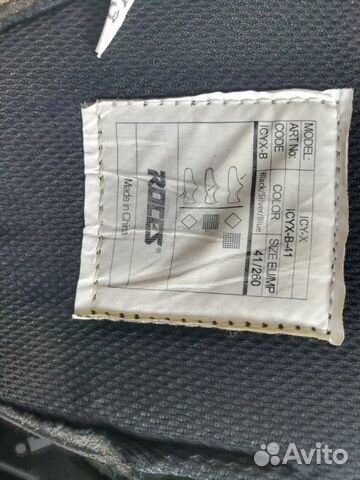 MODEL: ICY-X
ART No: ICYX-B-41
CODE COLOR SIZE EU/MP
ICYX-B Black/Sliver/Blue 41/260
ROCES®
Made in China
Avito